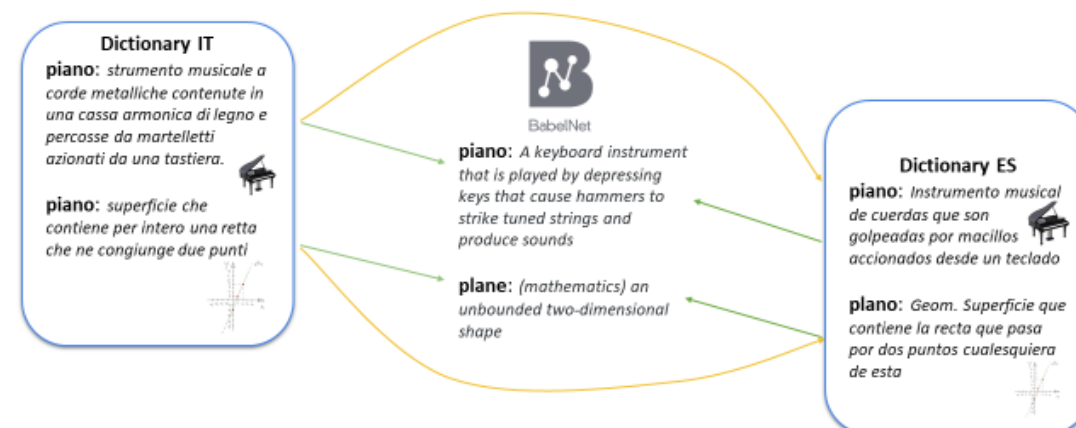 Dictionary IT
piano: strumento musicale a
corde metalliche contenute in
una cassa armonica di legno e
percosse da martelletti
azionati da una tastiera.
piano: superficie che
contiene per intero una retta
che ne congiunge due punti
BabelNet
piano: A keyboard instrument
that is played by depressing
keys that cause hammers to
strike tuned strings and
produce sounds
plane: (mathematics) an
unbounded two-dimensional
shape
Dictionary ES
piano: Instrumento musical
de cuerdas que son
golpeadas por macillos
accionados desde un teclado
plano: Geom. Superficie que
contiene la recta que pasa
por dos puntos cualesquiera
de esta